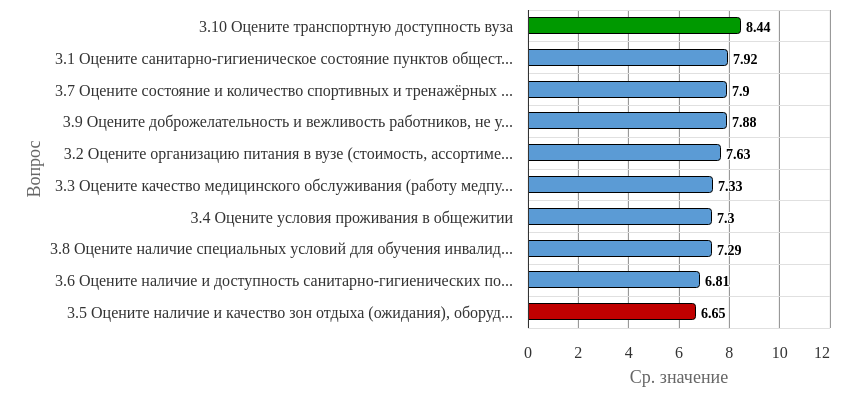 3.10 Оцените транспортную доступность вуза 8.44
3.1 Оцените санитарно-гигиеническое состояние пунктов общест... 7.92
3.7 Оцените состояние и количество спортивных и тренажёрных ... 7.9
3.9 Оцените доброжелательность и вежливость работников, не у... 7.88
3.2 Оцените организацию питания в вузе (стоимость, ассортиме... 7.63
3.3 Оцените качество медицинского обслуживания (работу медпу... 7.33
3.4 Оцените условия проживания в общежитии 7.3
3.8 Оцените наличие специальных условий для обучения инвалид... 7.29
3.6 Оцените наличие и доступность санитарно-гигиенических по... 6.81
3.5 Оцените наличие и качество зон отдыха (ожидания), оборуд... 6.65
Вопрос
0 2 4 6 8 10 12
Ср. значение